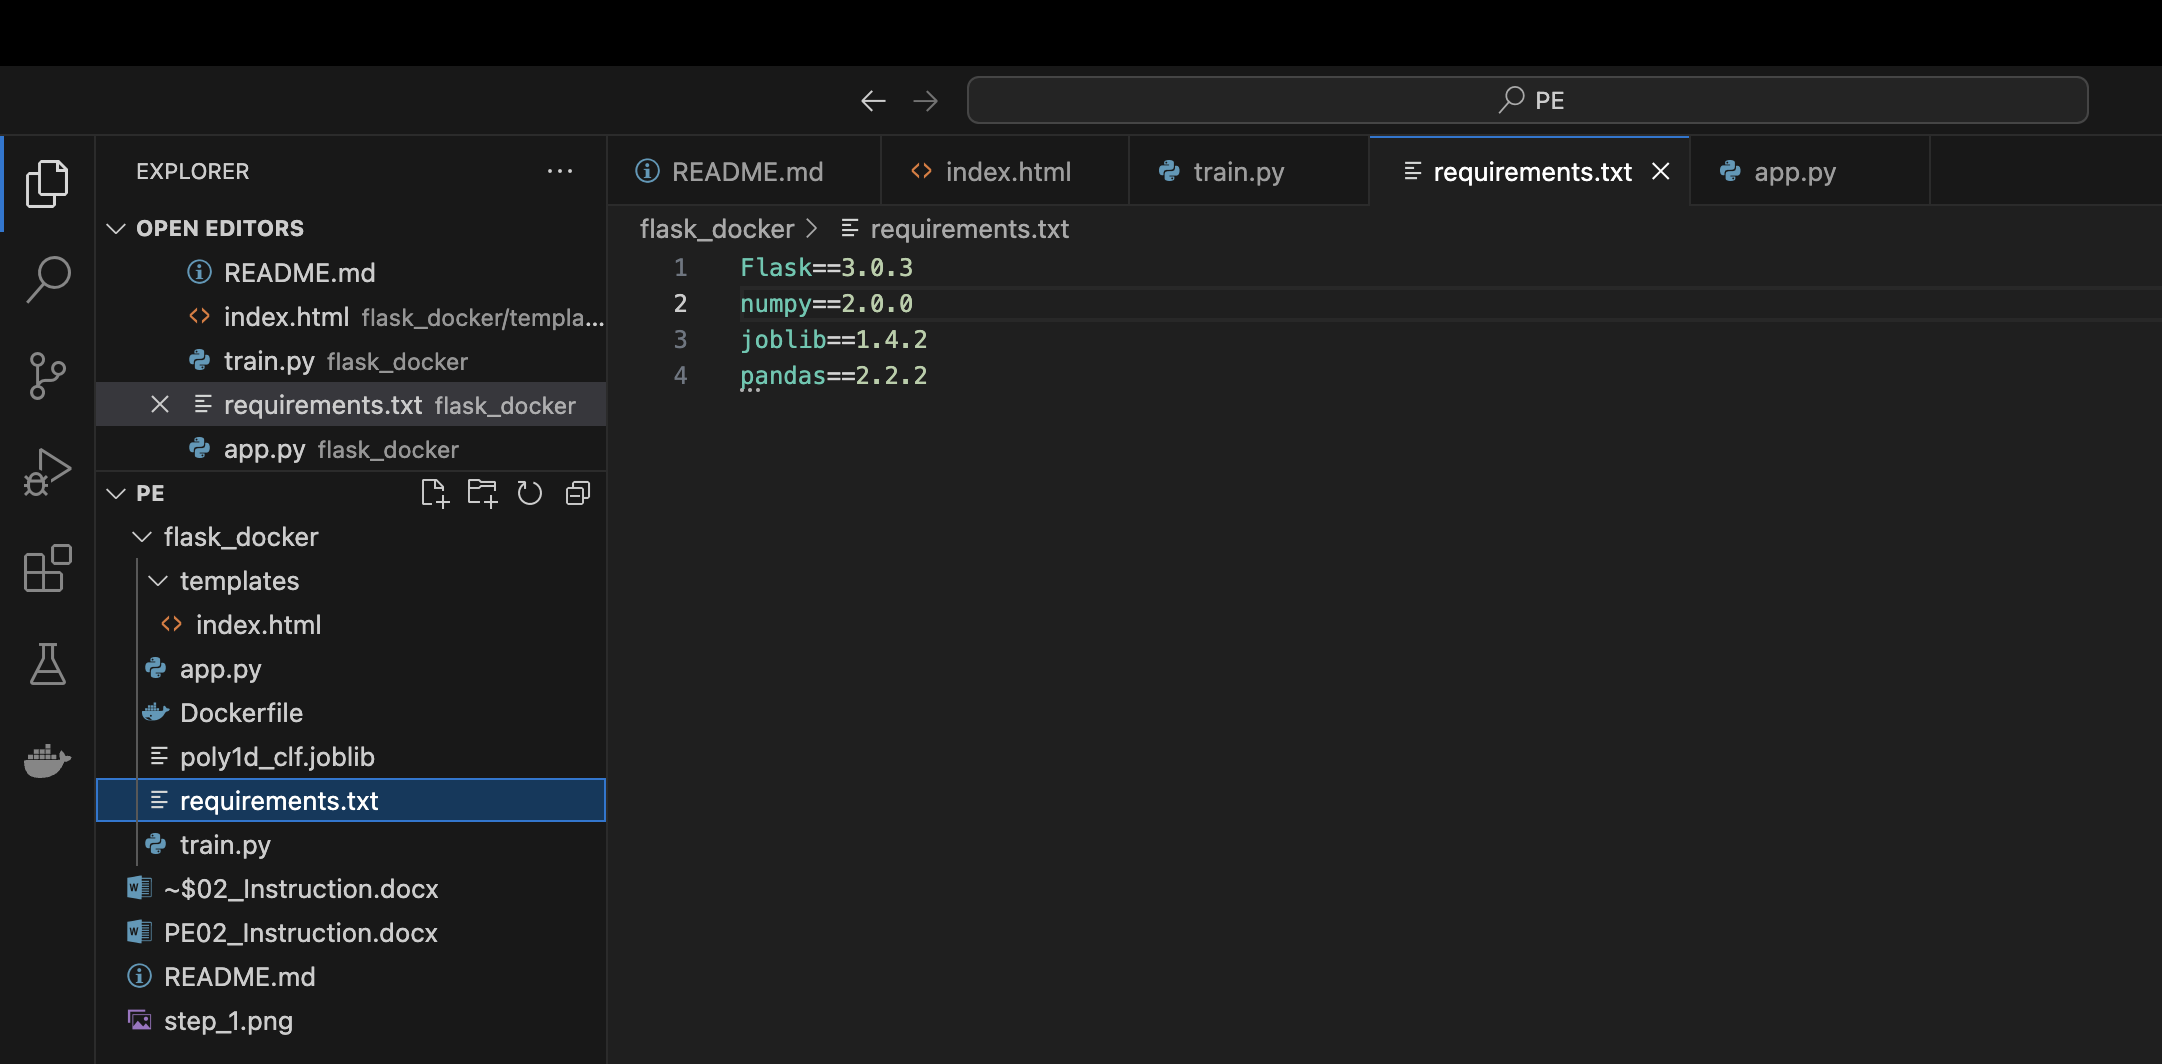 PE
EXPLORER
OPEN EDITORS
README.md
index.html flask_docker/templa...
train.py flask_docker
requirements.txt flask_docker
app.py flask_docker
PE
flask_docker
templates
index.html
app.py
Dockerfile
poly1d_clf.joblib
requirements.txt
train.py
~$02_Instruction.docx
PE02_Instruction.docx
README.md
step_1.png
README.md index.html train.py requirements.txt app.py
flask_docker > requirements.txt
1 Flask==3.0.3
2 numpy==2.0.0
3 joblib==1.4.2
4 pandas==2.2.2